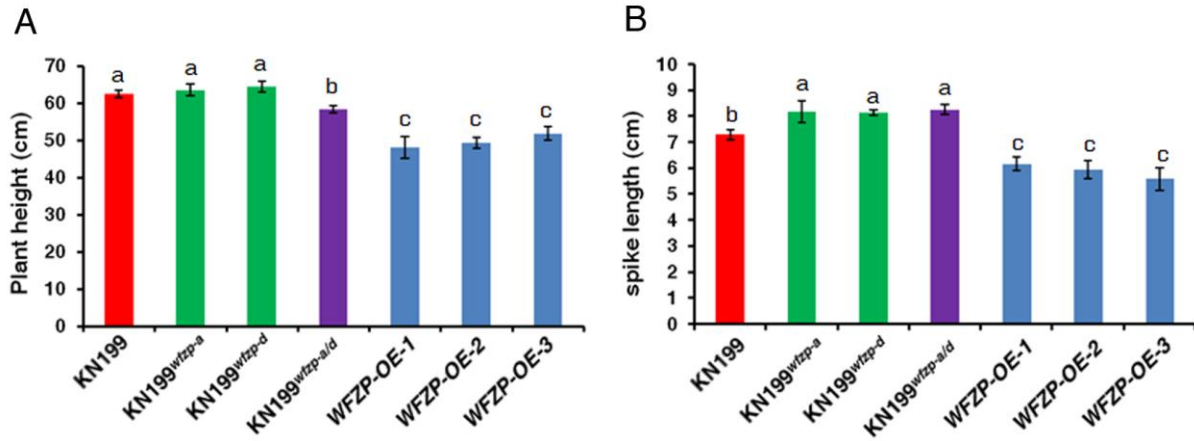 A
Plant height (cm)
70
60
50
40
30
20
10
0
a
a
a
b
c
c
c
KN199
KN199wfzp-a
KN199wfzp-d
KN199wfzp-a/d
WFZP-OE-1
WFZP-OE-2
WFZP-OE-3
B
spike length (cm)
10
9
8
7
6
5
4
3
2
1
0
b
a
a
a
c
c
c
KN199
KN199wfzp-a
KN199wfzp-d
KN199wfzp-a/d
WFZP-OE-1
WFZP-OE-2
WFZP-OE-3